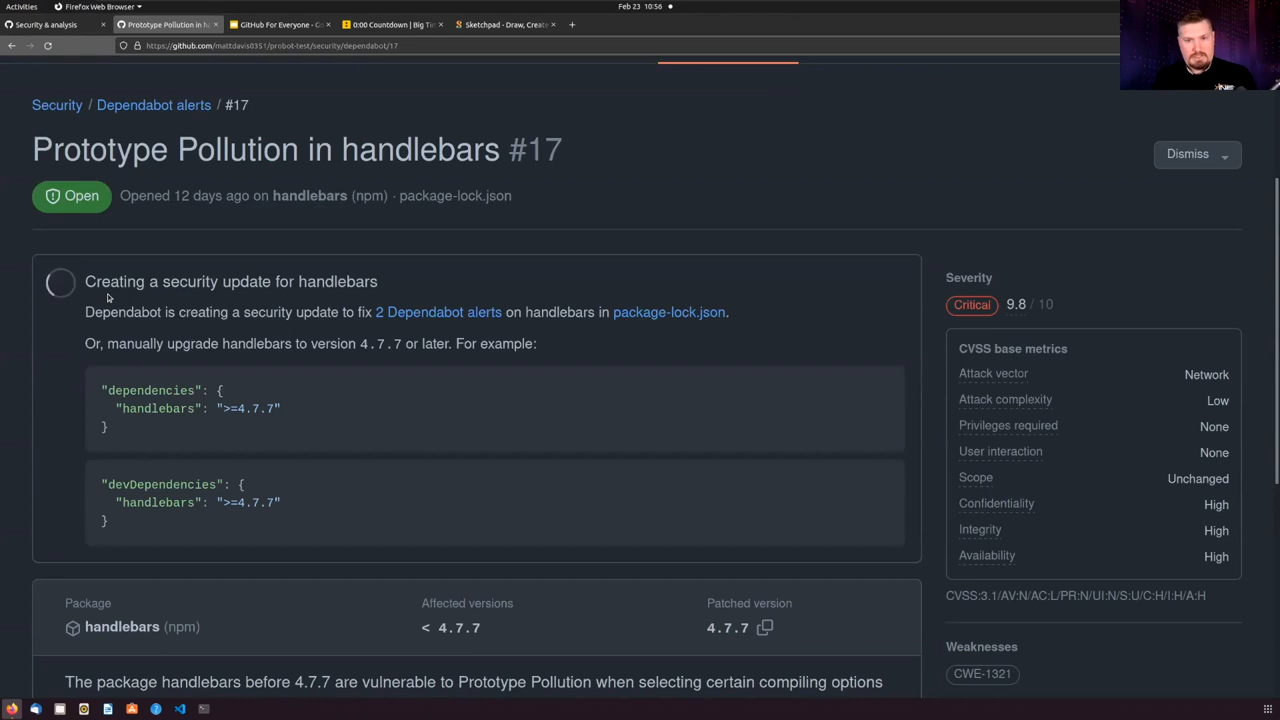 Activities
Firefox Web Browser
Feb 23 10:56
Security & analysis
Prototype Pollution in ha
GitHub For Everyone - Go
0:00 Countdown | Big Tim
Sketchpad - Draw, Create
https://github.com/mattdavis0351/probot-test/security/dependabot/17
Security / Dependabot alerts / #17
Prototype Pollution in handlebars #17
Dismiss
Open
Opened 12 days ago on handlebars (npm) · package-lock.json
Creating a security update for handlebars
Dependabot is creating a security update to fix 2 Dependabot alerts on handlebars in package-lock.json.
Or, manually upgrade handlebars to version 4.7.7 or later. For example:
"dependencies": {
"handlebars": ">=4.7.7"
}
"devDependencies": {
"handlebars": ">=4.7.7"
}
Package
Affected versions
Patched version
handlebars (npm)
< 4.7.7
4.7.7
The package handlebars before 4.7.7 are vulnerable to Prototype Pollution when selecting certain compiling options
Severity
Critical 9.8 / 10
CVSS base metrics
Attack vector Network
Attack complexity Low
Privileges required None
User interaction None
Scope Unchanged
Confidentiality High
Integrity High
Availability High
CVSS:3.1/AV:N/AC:L/PR:N/UI:N/S:U/C:H/I:H/A:H
Weaknesses
CWE-1321